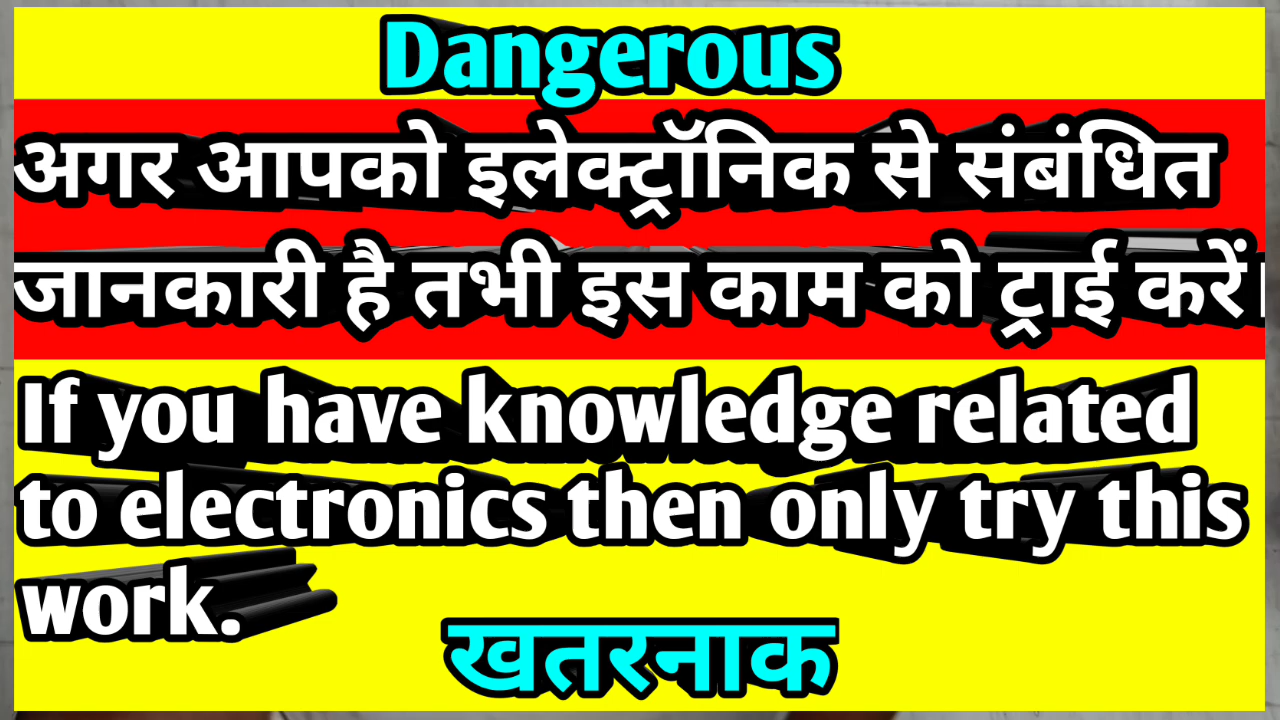 Dangerous
अगर आपको इलेक्ट्रॉनिक से संबंधित
जानकारी है तभी इस काम को ट्राई करें।
If you have knowledge related
to electronics then only try this
work.
खतरनाक